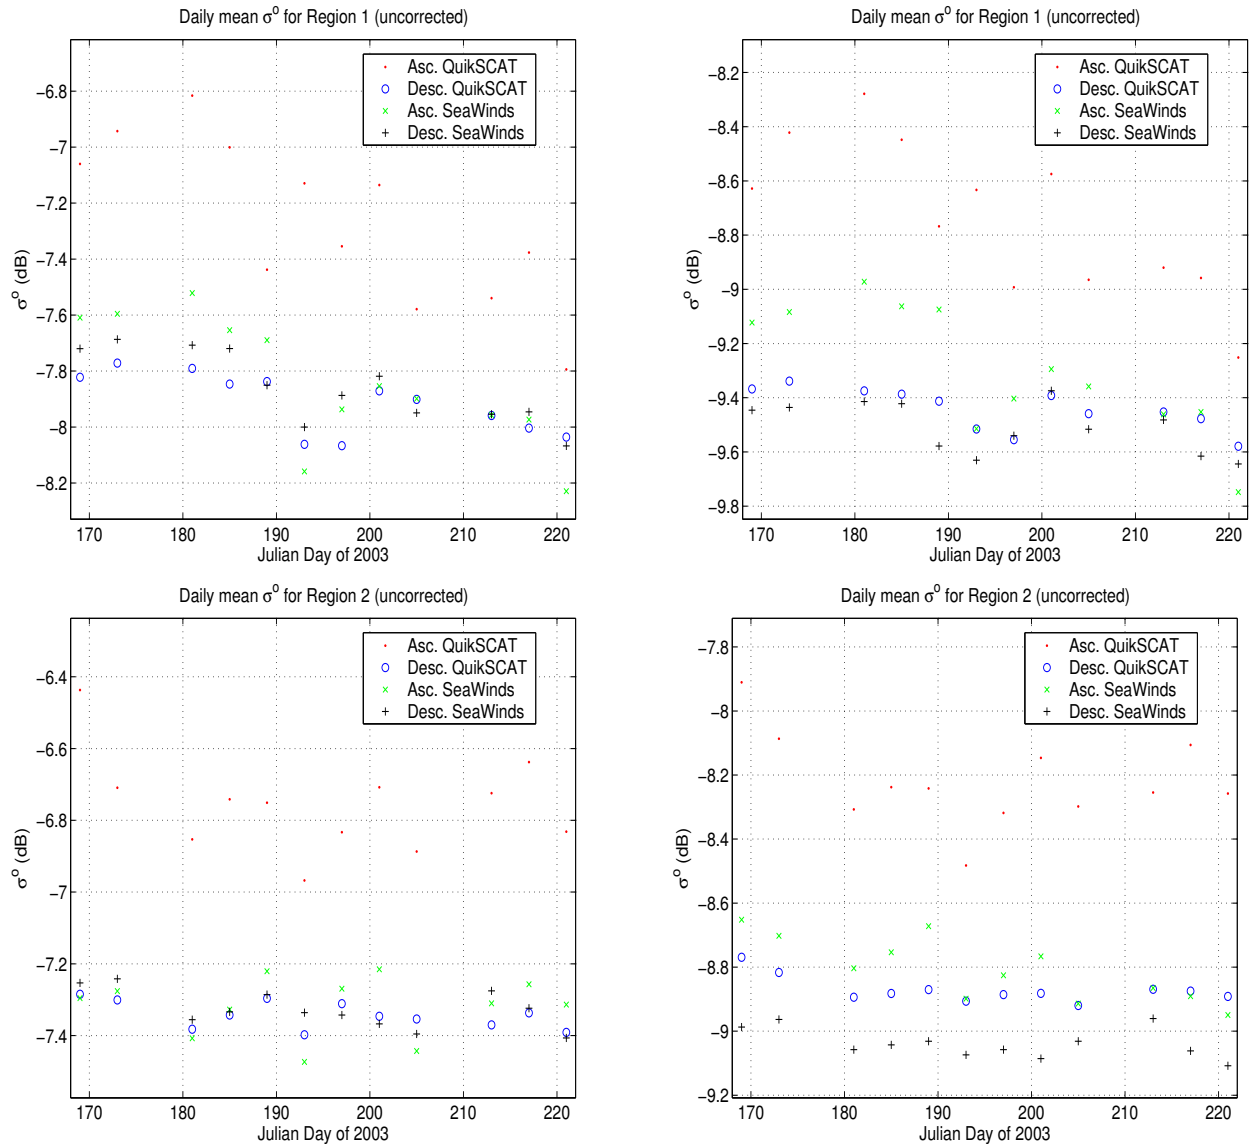 Daily mean σ° for Region 1 (uncorrected)
Asc. QuikSCAT
Desc. QuikSCAT
Asc. SeaWinds
Desc. SeaWinds
−6.8
−7
−7.2
−7.4
−7.6
−7.8
−8
−8.2
σ° (dB)
170 180 190 200 210 220
Julian Day of 2003
Daily mean σ° for Region 1 (uncorrected)
Asc. QuikSCAT
Desc. QuikSCAT
Asc. SeaWinds
Desc. SeaWinds
−8.2
−8.4
−8.6
−8.8
−9
−9.2
−9.4
−9.6
−9.8
σ° (dB)
170 180 190 200 210 220
Julian Day of 2003
Daily mean σ° for Region 2 (uncorrected)
Asc. QuikSCAT
Desc. QuikSCAT
Asc. SeaWinds
Desc. SeaWinds
−6.4
−6.6
−6.8
−7
−7.2
−7.4
σ° (dB)
170 180 190 200 210 220
Julian Day of 2003
Daily mean σ° for Region 2 (uncorrected)
Asc. QuikSCAT
Desc. QuikSCAT
Asc. SeaWinds
Desc. SeaWinds
−7.8
−8
−8.2
−8.4
−8.6
−8.8
−9
−9.2
σ° (dB)
170 180 190 200 210 220
Julian Day of 2003